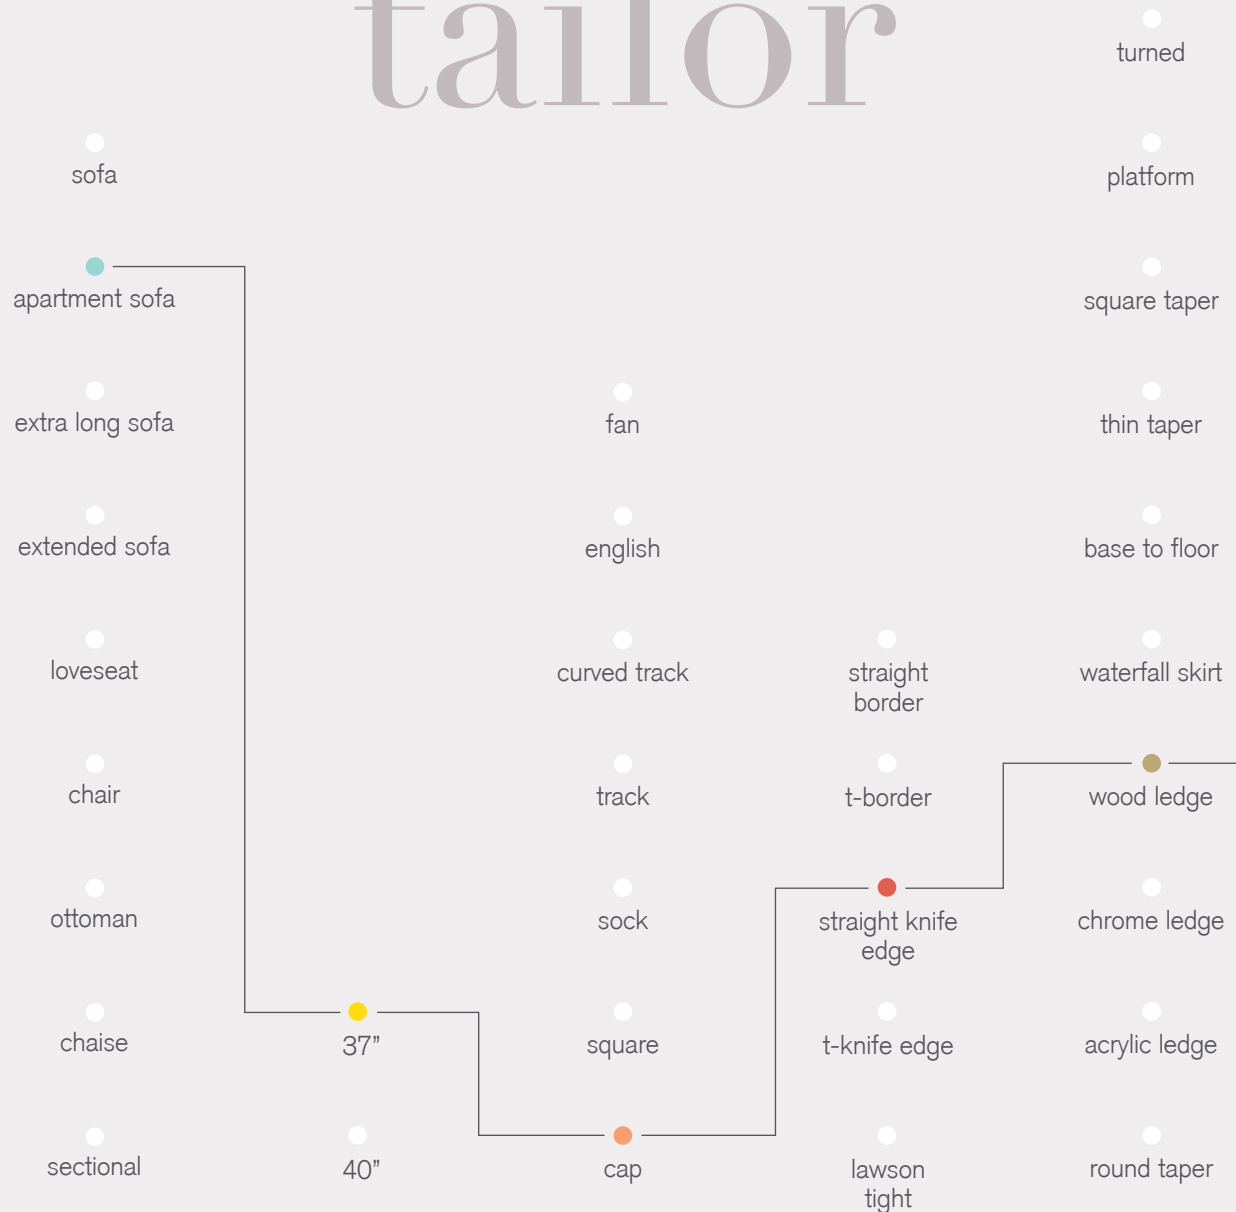 tailor
sofa
apartment sofa
extra long sofa
extended sofa
loveseat
chair
ottoman
chaise
sectional
37”
40”
fan
english
curved track
track
sock
square
cap
straight
border
t-border
straight knife
edge
t-knife edge
lawson
tight
turned
platform
square taper
thin taper
base to floor
waterfall skirt
wood ledge
chrome ledge
acrylic ledge
round taper